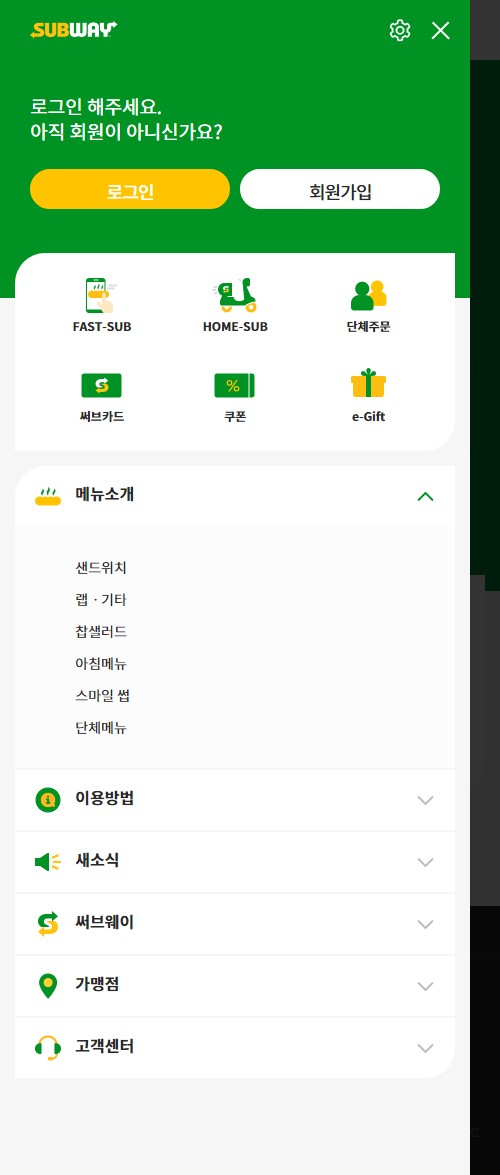 SUBWAY
로그인 해주세요.
아직 회원이 아니신가요?
로그인
회원가입
FAST-SUB
HOME-SUB
단체주문
써브카드
쿠폰
e-Gift
메뉴소개
샌드위치
랩 · 기타
찹샐러드
아침메뉴
스마일 썹
단체메뉴
이용방법
새소식
써브웨이
가맹점
고객센터